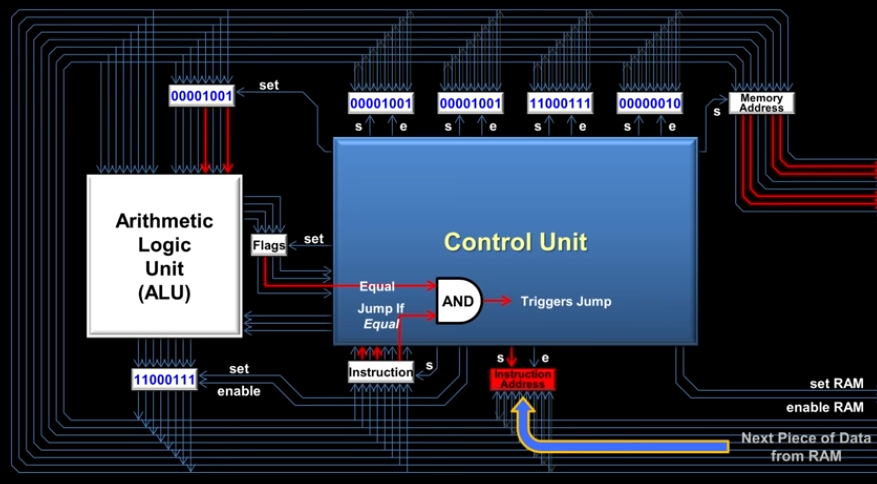 00001001
set
00001001
00001001
11000111
00000010
Memory
Address
s
s e
s e
s e
s e
Arithmetic
Logic
Unit
(ALU)
Flags
set
Control Unit
Equal
Jump If
Equal
AND
Triggers Jump
11000111
set
enable
Instruction
s
s e
Instruction
Address
set RAM
enable RAM
Next Piece of Data
from RAM